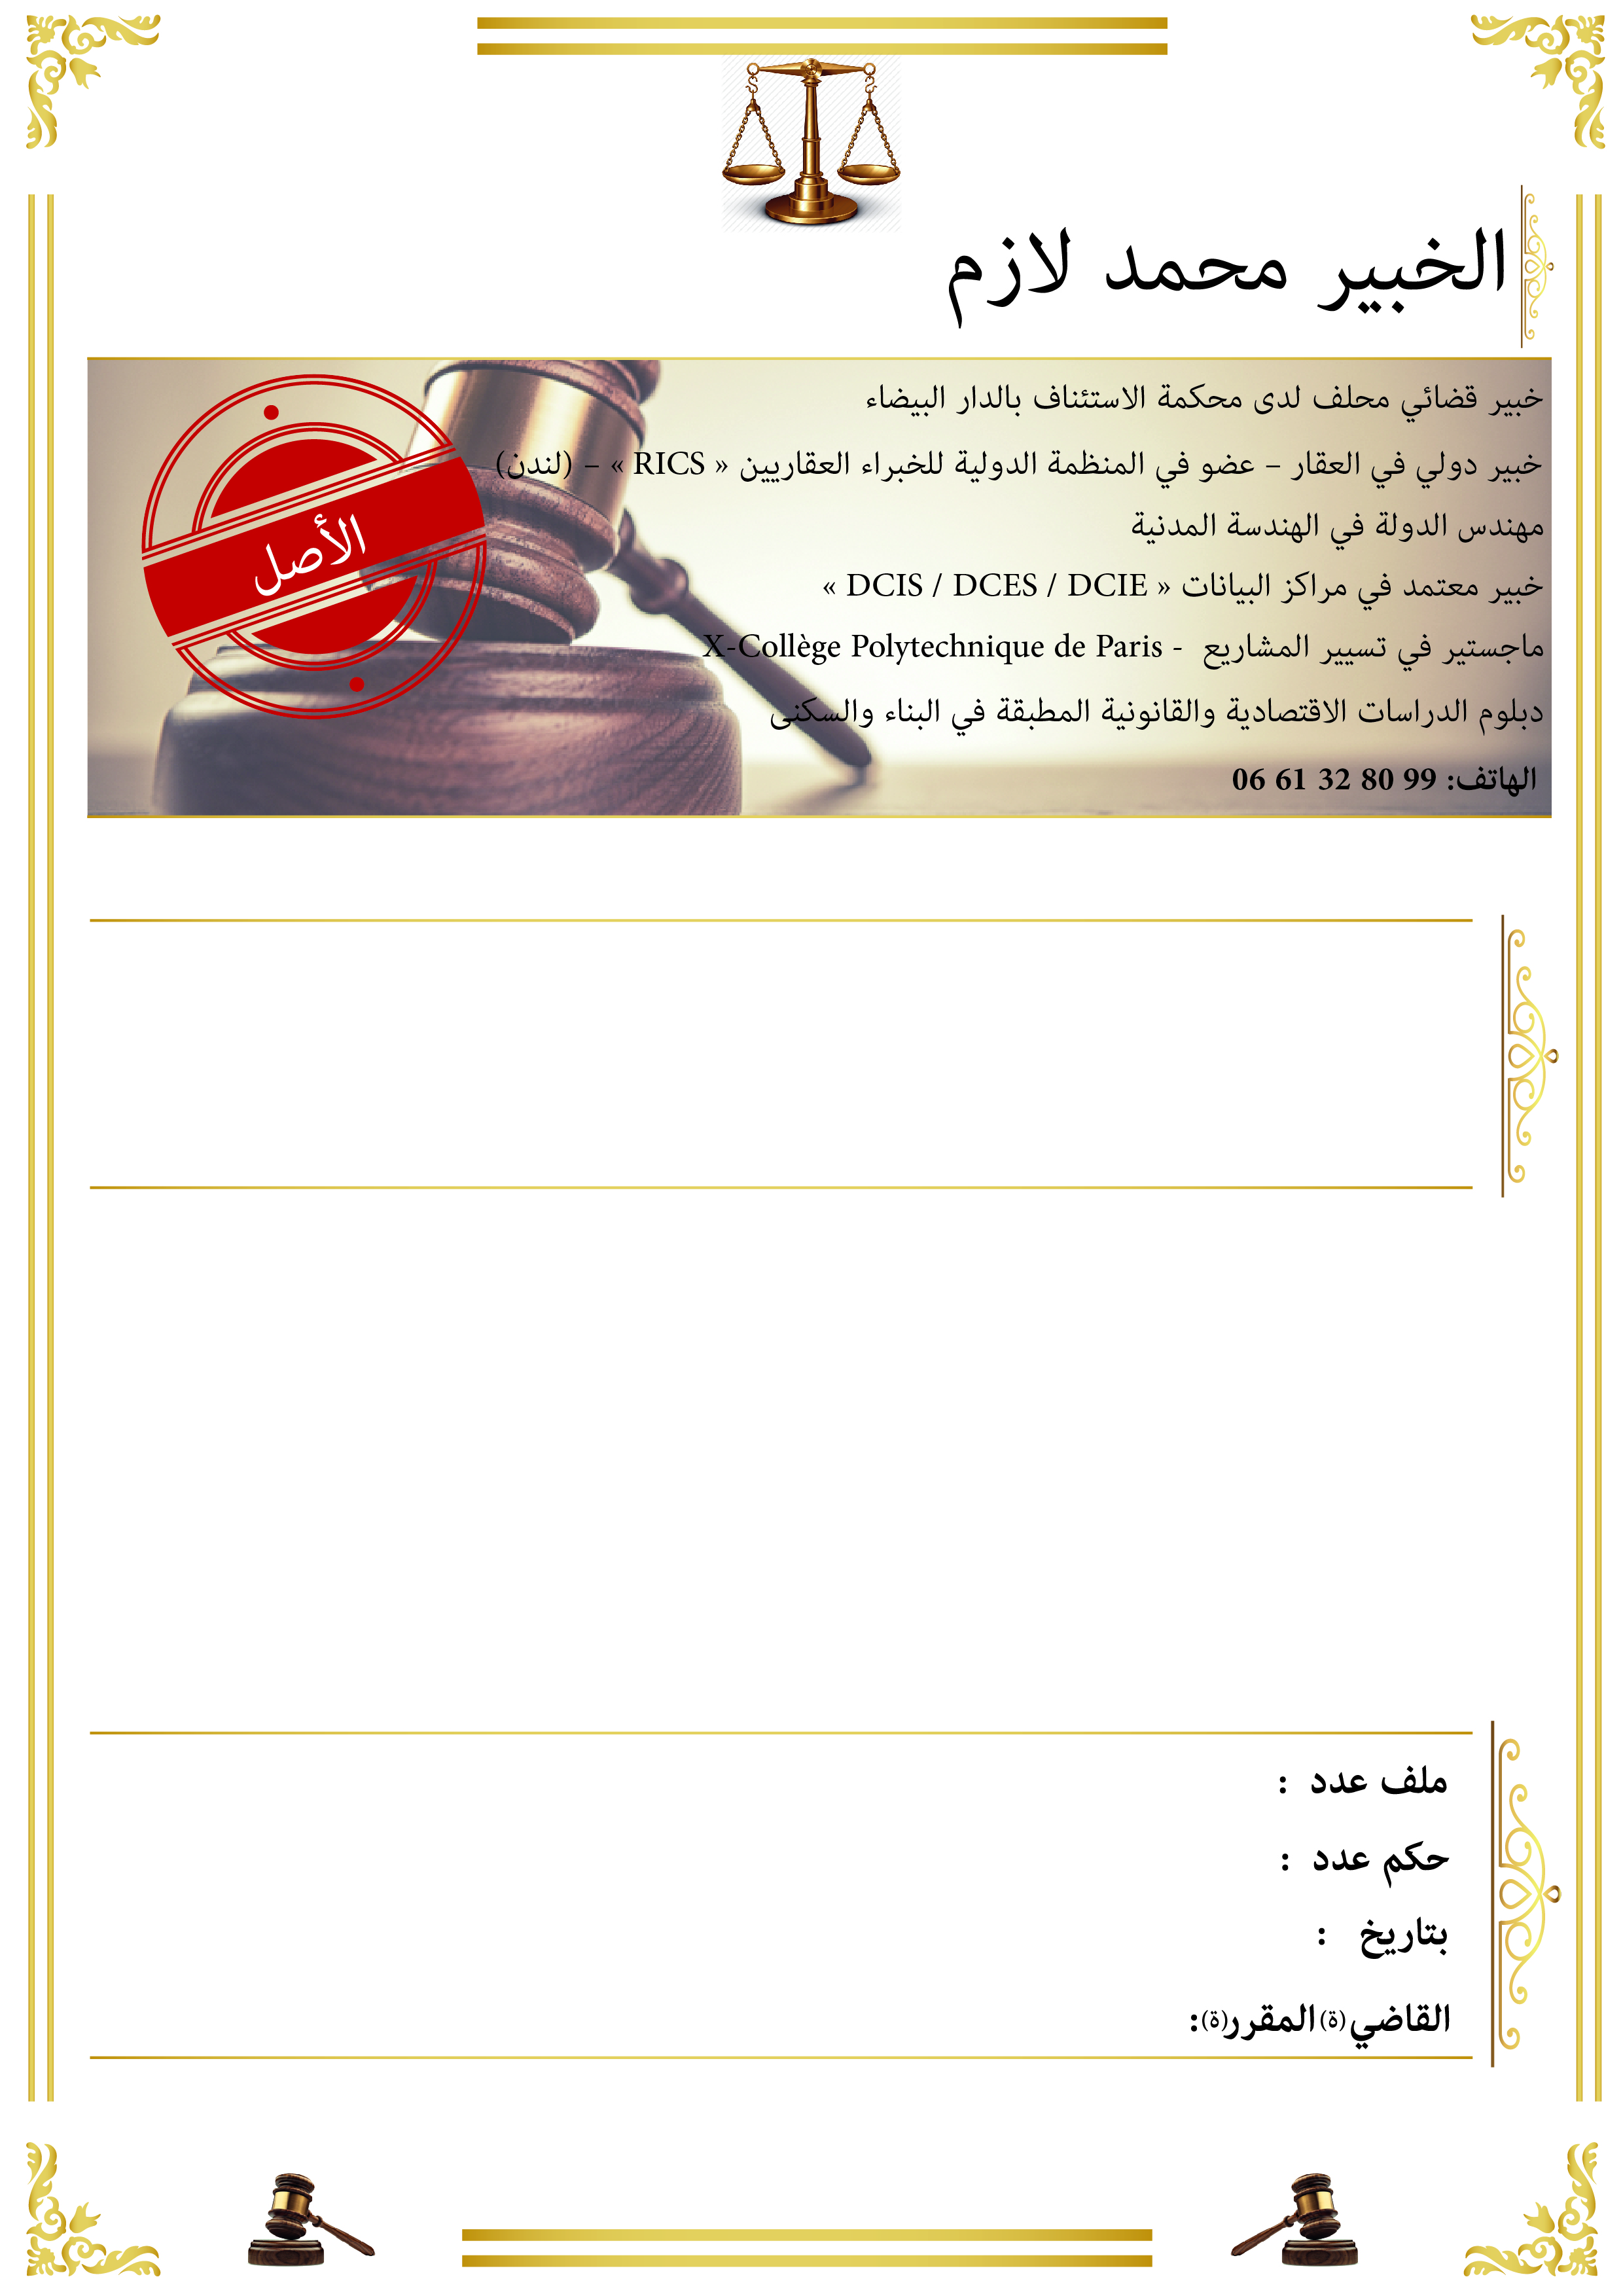 الخبير محمد لازم
خبير قضائي محلف لدى محكمة الاستئناف بالدار البيضاء
خبير دولي في العقار – عضو في المنظمة الدولية للخبراء العقاريين « RICS » – (لندن)
مهندس الدولة في الهندسة المدنية
خبير معتمد في مراكز البيانات « DCIS / DCES / DCIE »
ماجستير في تسيير المشاريع - X-Collège Polytechnique de Paris
دبلوم الدراسات الاقتصادية والقانونية المطبقة في البناء والسكنى
الهاتف: 99 80 32 61 06
الأصل
ملف عدد :
حكم عدد :
بتاريخ :
القاضي(ة)المقرر(ة):